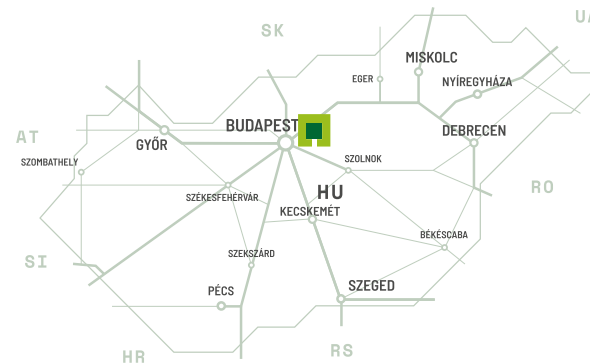 SK
UA
MISKOLC
EGER
NYÍREGYHÁZA
BUDAPEST
DEBRECEN
AT
GYŐR
SZOMBATHELY
SZOLNOK
HU
RO
SZÉKESFEHÉRVÁR
KECSKEMÉT
BÉKÉSCABA
SZEKSZÁRD
SI
PÉCS
SZEGED
HR
RS